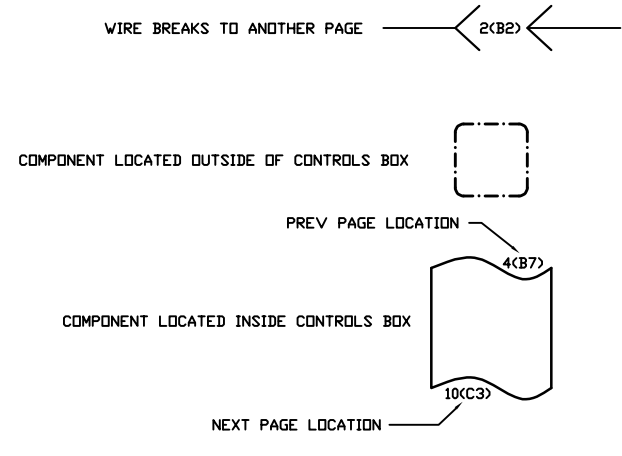 WIRE BREAKS TO ANOTHER PAGE 2(B2)
COMPONENT LOCATED OUTSIDE OF CONTROLS BOX
PREV PAGE LOCATION
4(B7)
COMPONENT LOCATED INSIDE CONTROLS BOX
10(C3)
NEXT PAGE LOCATION